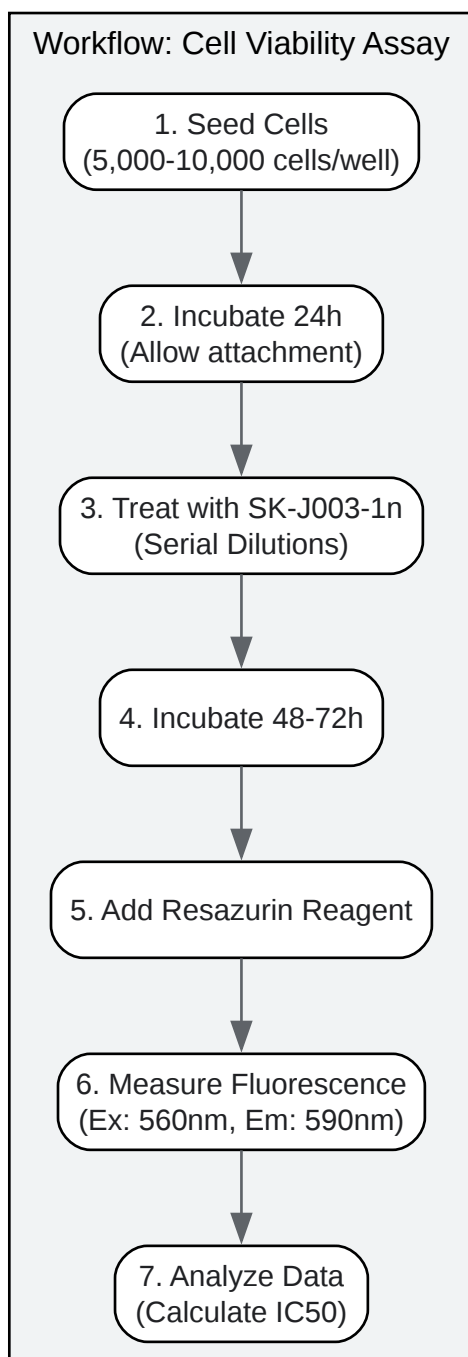 Workflow: Cell Viability Assay
1. Seed Cells
(5,000-10,000 cells/well)
2. Incubate 24h
(Allow attachment)
3. Treat with SK-J003-1n
(Serial Dilutions)
4. Incubate 48-72h
5. Add Resazurin Reagent
6. Measure Fluorescence
(Ex: 560nm, Em: 590nm)
7. Analyze Data
(Calculate IC50)